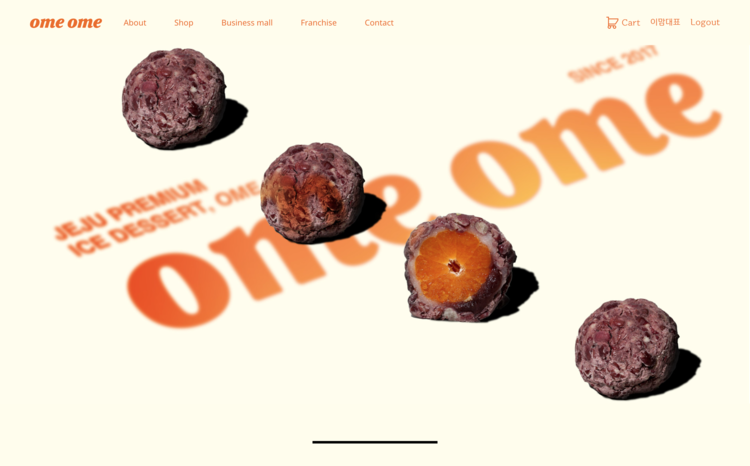 ome ome
About
Shop
Business mall
Franchise
Contact
Cart
이맘대표
Logout
SINCE 2017
JEJU PREMIUM
ICE DESSERT, OME
ome ome